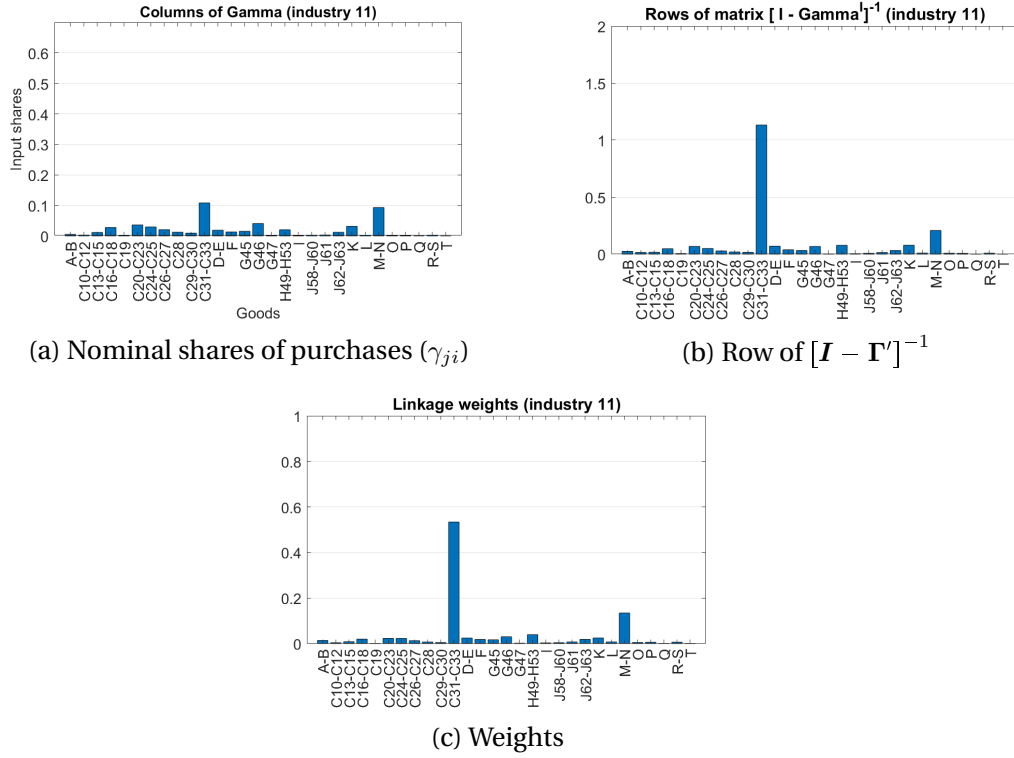 Columns of Gamma (industry 11)
Input shares
0.6
0.5
0.4
0.3
0.2
0.1
0
A-B
C10-C12
C13-C15
C16-C18
C19
C20-C23
C24-C25
C26-C27
C28
C29-C30
C31-C33
D-E
F
G45
G46
G47
H49-H53
I
J58-J60
J61
J62-J63
K
L
M-N
O
P
Q
R-S
T
Goods
(a) Nominal shares of purchases (γji)
Rows of matrix [ I - Gamma^I]^-1 (industry 11)
2
1.5
1
0.5
0
A-B
C10-C12
C13-C15
C16-C18
C19
C20-C23
C24-C25
C26-C27
C28
C29-C30
C31-C33
D-E
F
G45
G46
G47
H49-H53
I
J58-J60
J61
J62-J63
K
L
M-N
O
P
Q
R-S
T
(b) Row of [I − Γ′]⁻¹
Linkage weights (industry 11)
1
0.8
0.6
0.4
0.2
0
A-B
C10-C12
C13-C15
C16-C18
C19
C20-C23
C24-C25
C26-C27
C28
C29-C30
C31-C33
D-E
F
G45
G46
G47
H49-H53
I
J58-J60
J61
J62-J63
K
L
M-N
O
P
Q
R-S
T
(c) Weights